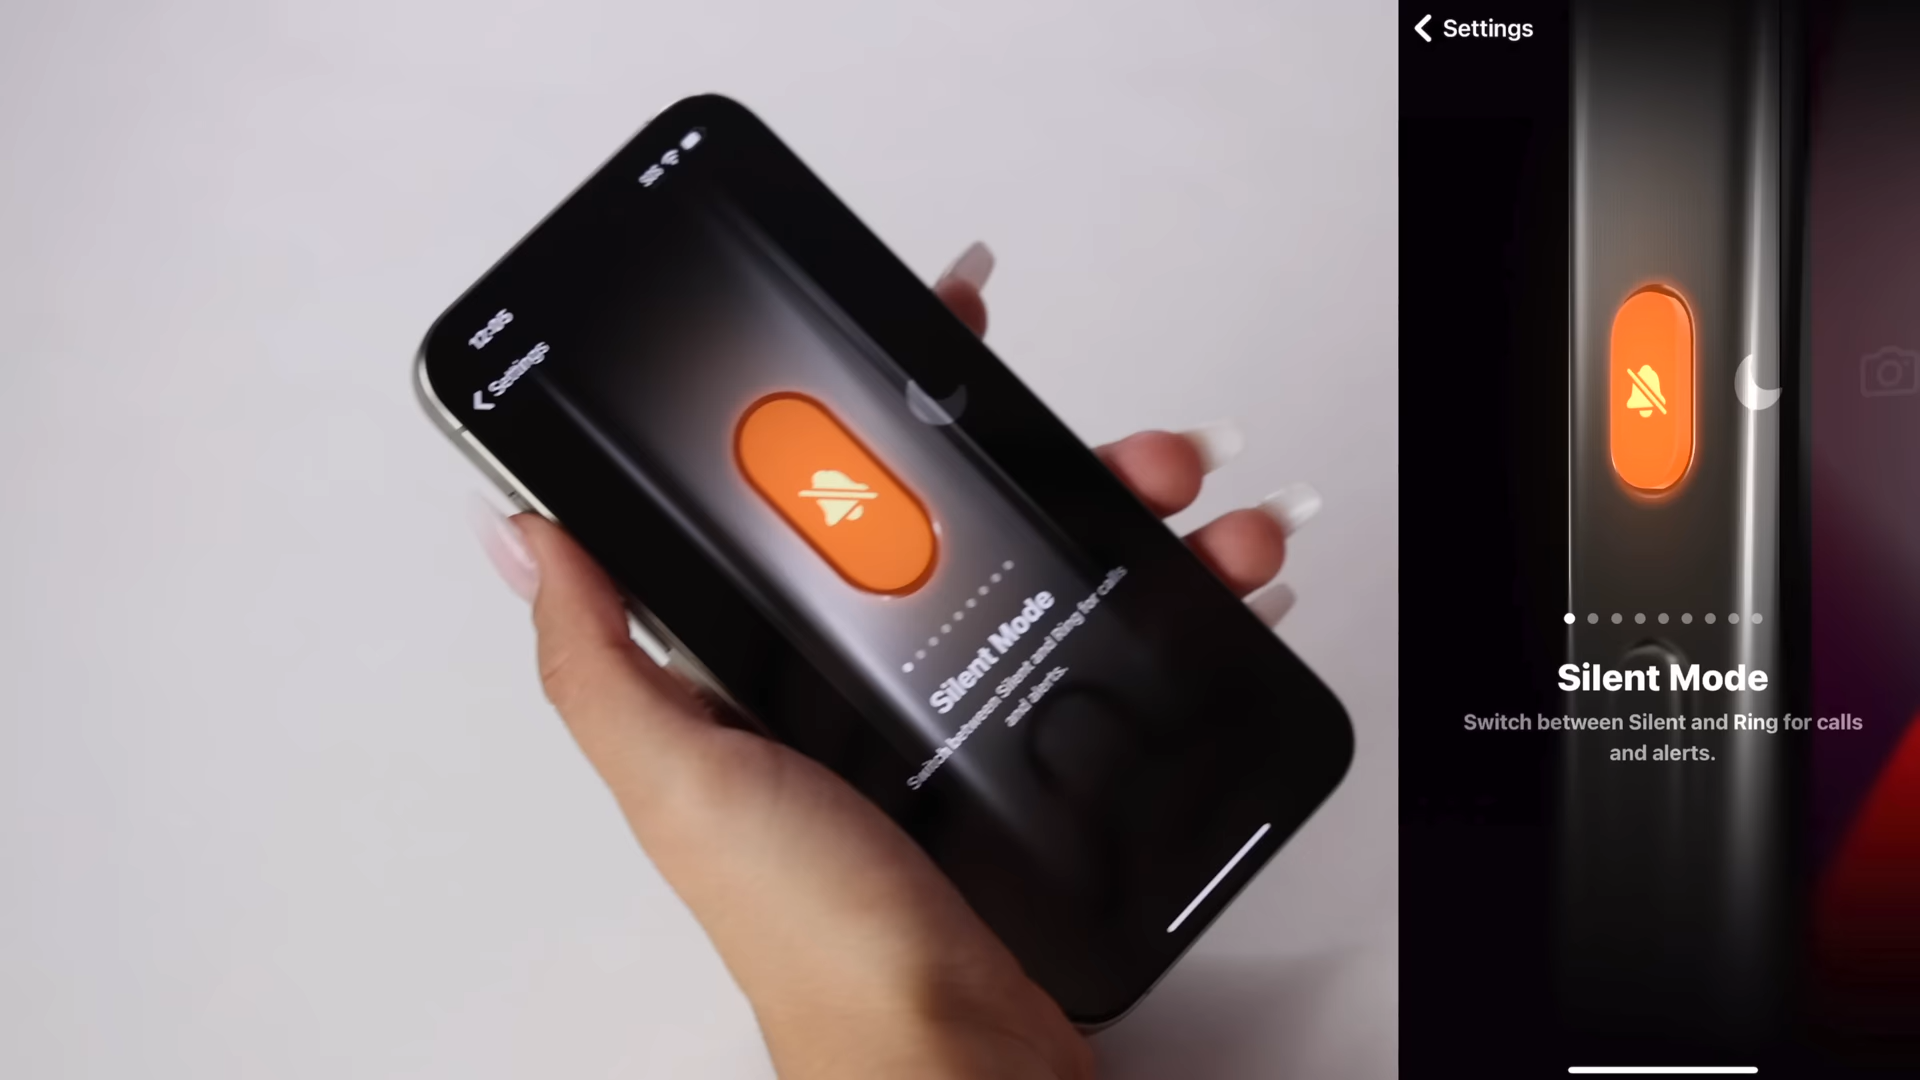 SOS
12:05
Settings
Silent Mode
Switch between Silent and Ring for calls
and alerts.
Settings
Silent Mode
Switch between Silent and Ring for calls
and alerts.